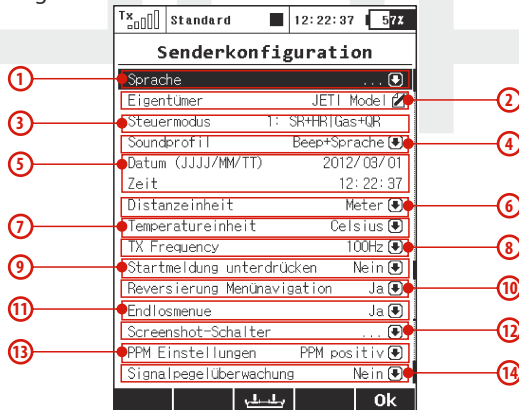 Tx Standard 12:22:37 57%
Senderkonfiguration
1 Sprache ...
Eigentümer JETI Model 2
3 Steuermodus 1: SR+HR|Gas+QR
Soundprofil Beep+Sprache 4
5 Datum (JJJJ/MM/TT) 2012/03/01
Zeit 12:22:37
Distanzeinheit Meter 6
7 Temperatureinheit Celsius
TX Frequency 100Hz 8
9 Startmeldung unterdrücken Nein
Reversierung Menünavigation Ja 10
11 Endlosmenue Ja
Screenshot-Schalter ... 12
13 PPM Einstellungen PPM positiv
Signalpegelüberwachung Nein 14
Ok